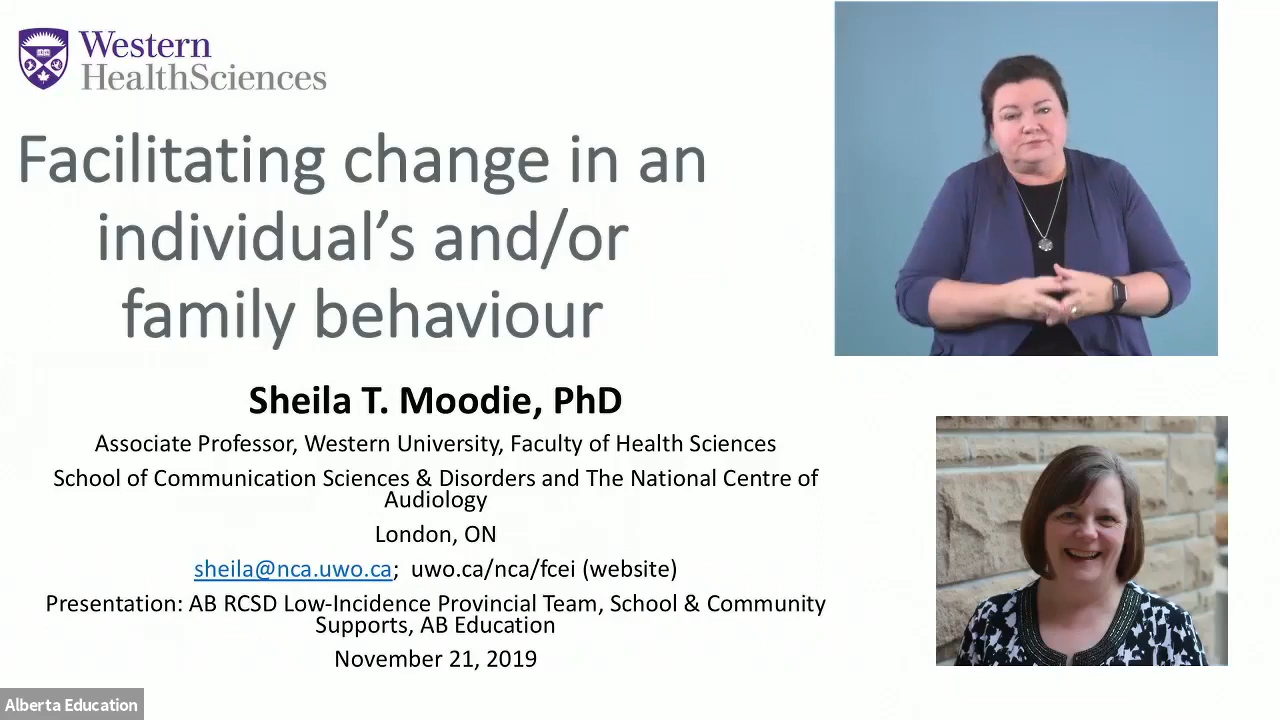 Western
HealthSciences
Facilitating change in an
individual’s and/or
family behaviour
Sheila T. Moodie, PhD
Associate Professor, Western University, Faculty of Health Sciences
School of Communication Sciences & Disorders and The National Centre of
Audiology
London, ON
sheila@nca.uwo.ca;  uwo.ca/nca/fcei (website)
Presentation: AB RCSD Low-Incidence Provincial Team, School & Community
Supports, AB Education
November 21, 2019
Alberta Education